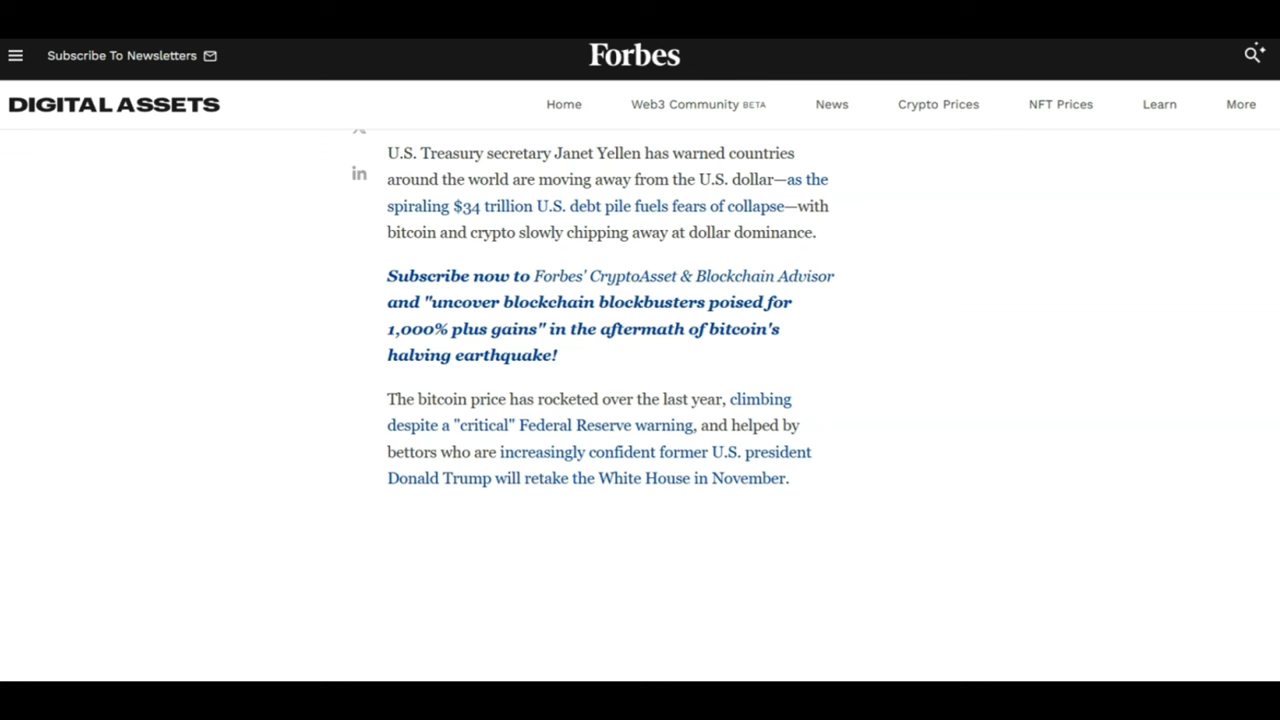 Subscribe To Newsletters
Forbes
DIGITAL ASSETS
Home
Web3 Community BETA
News
Crypto Prices
NFT Prices
Learn
More
in
U.S. Treasury secretary Janet Yellen has warned countries
around the world are moving away from the U.S. dollar—as the
spiraling $34 trillion U.S. debt pile fuels fears of collapse—with
bitcoin and crypto slowly chipping away at dollar dominance.
Subscribe now to Forbes' CryptoAsset & Blockchain Advisor
and "uncover blockchain blockbusters poised for
1,000% plus gains" in the aftermath of bitcoin's
halving earthquake!
The bitcoin price has rocketed over the last year, climbing
despite a "critical" Federal Reserve warning, and helped by
bettors who are increasingly confident former U.S. president
Donald Trump will retake the White House in November.